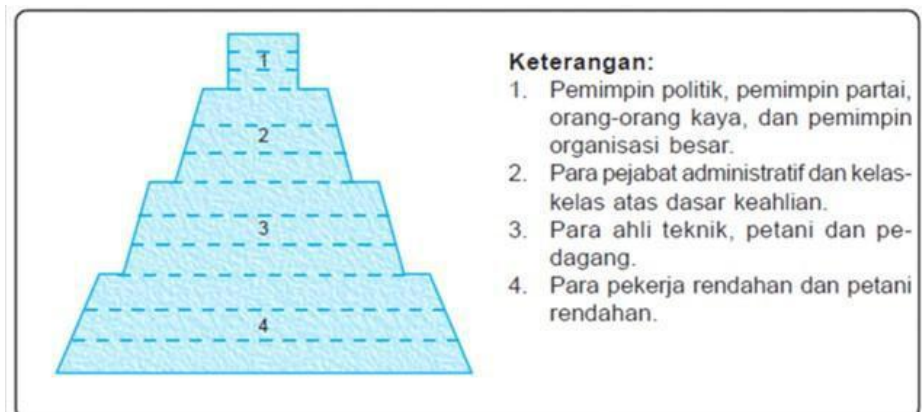 1
2
3
4
Keterangan:
1. Pemimpin politik, pemimpin partai,
orang-orang kaya, dan pemimpin
organisasi besar.
2. Para pejabat administratif dan kelas-
kelas atas dasar keahlian.
3. Para ahli teknik, petani dan pe-
dagang.
4. Para pekerja rendahan dan petani
rendahan.